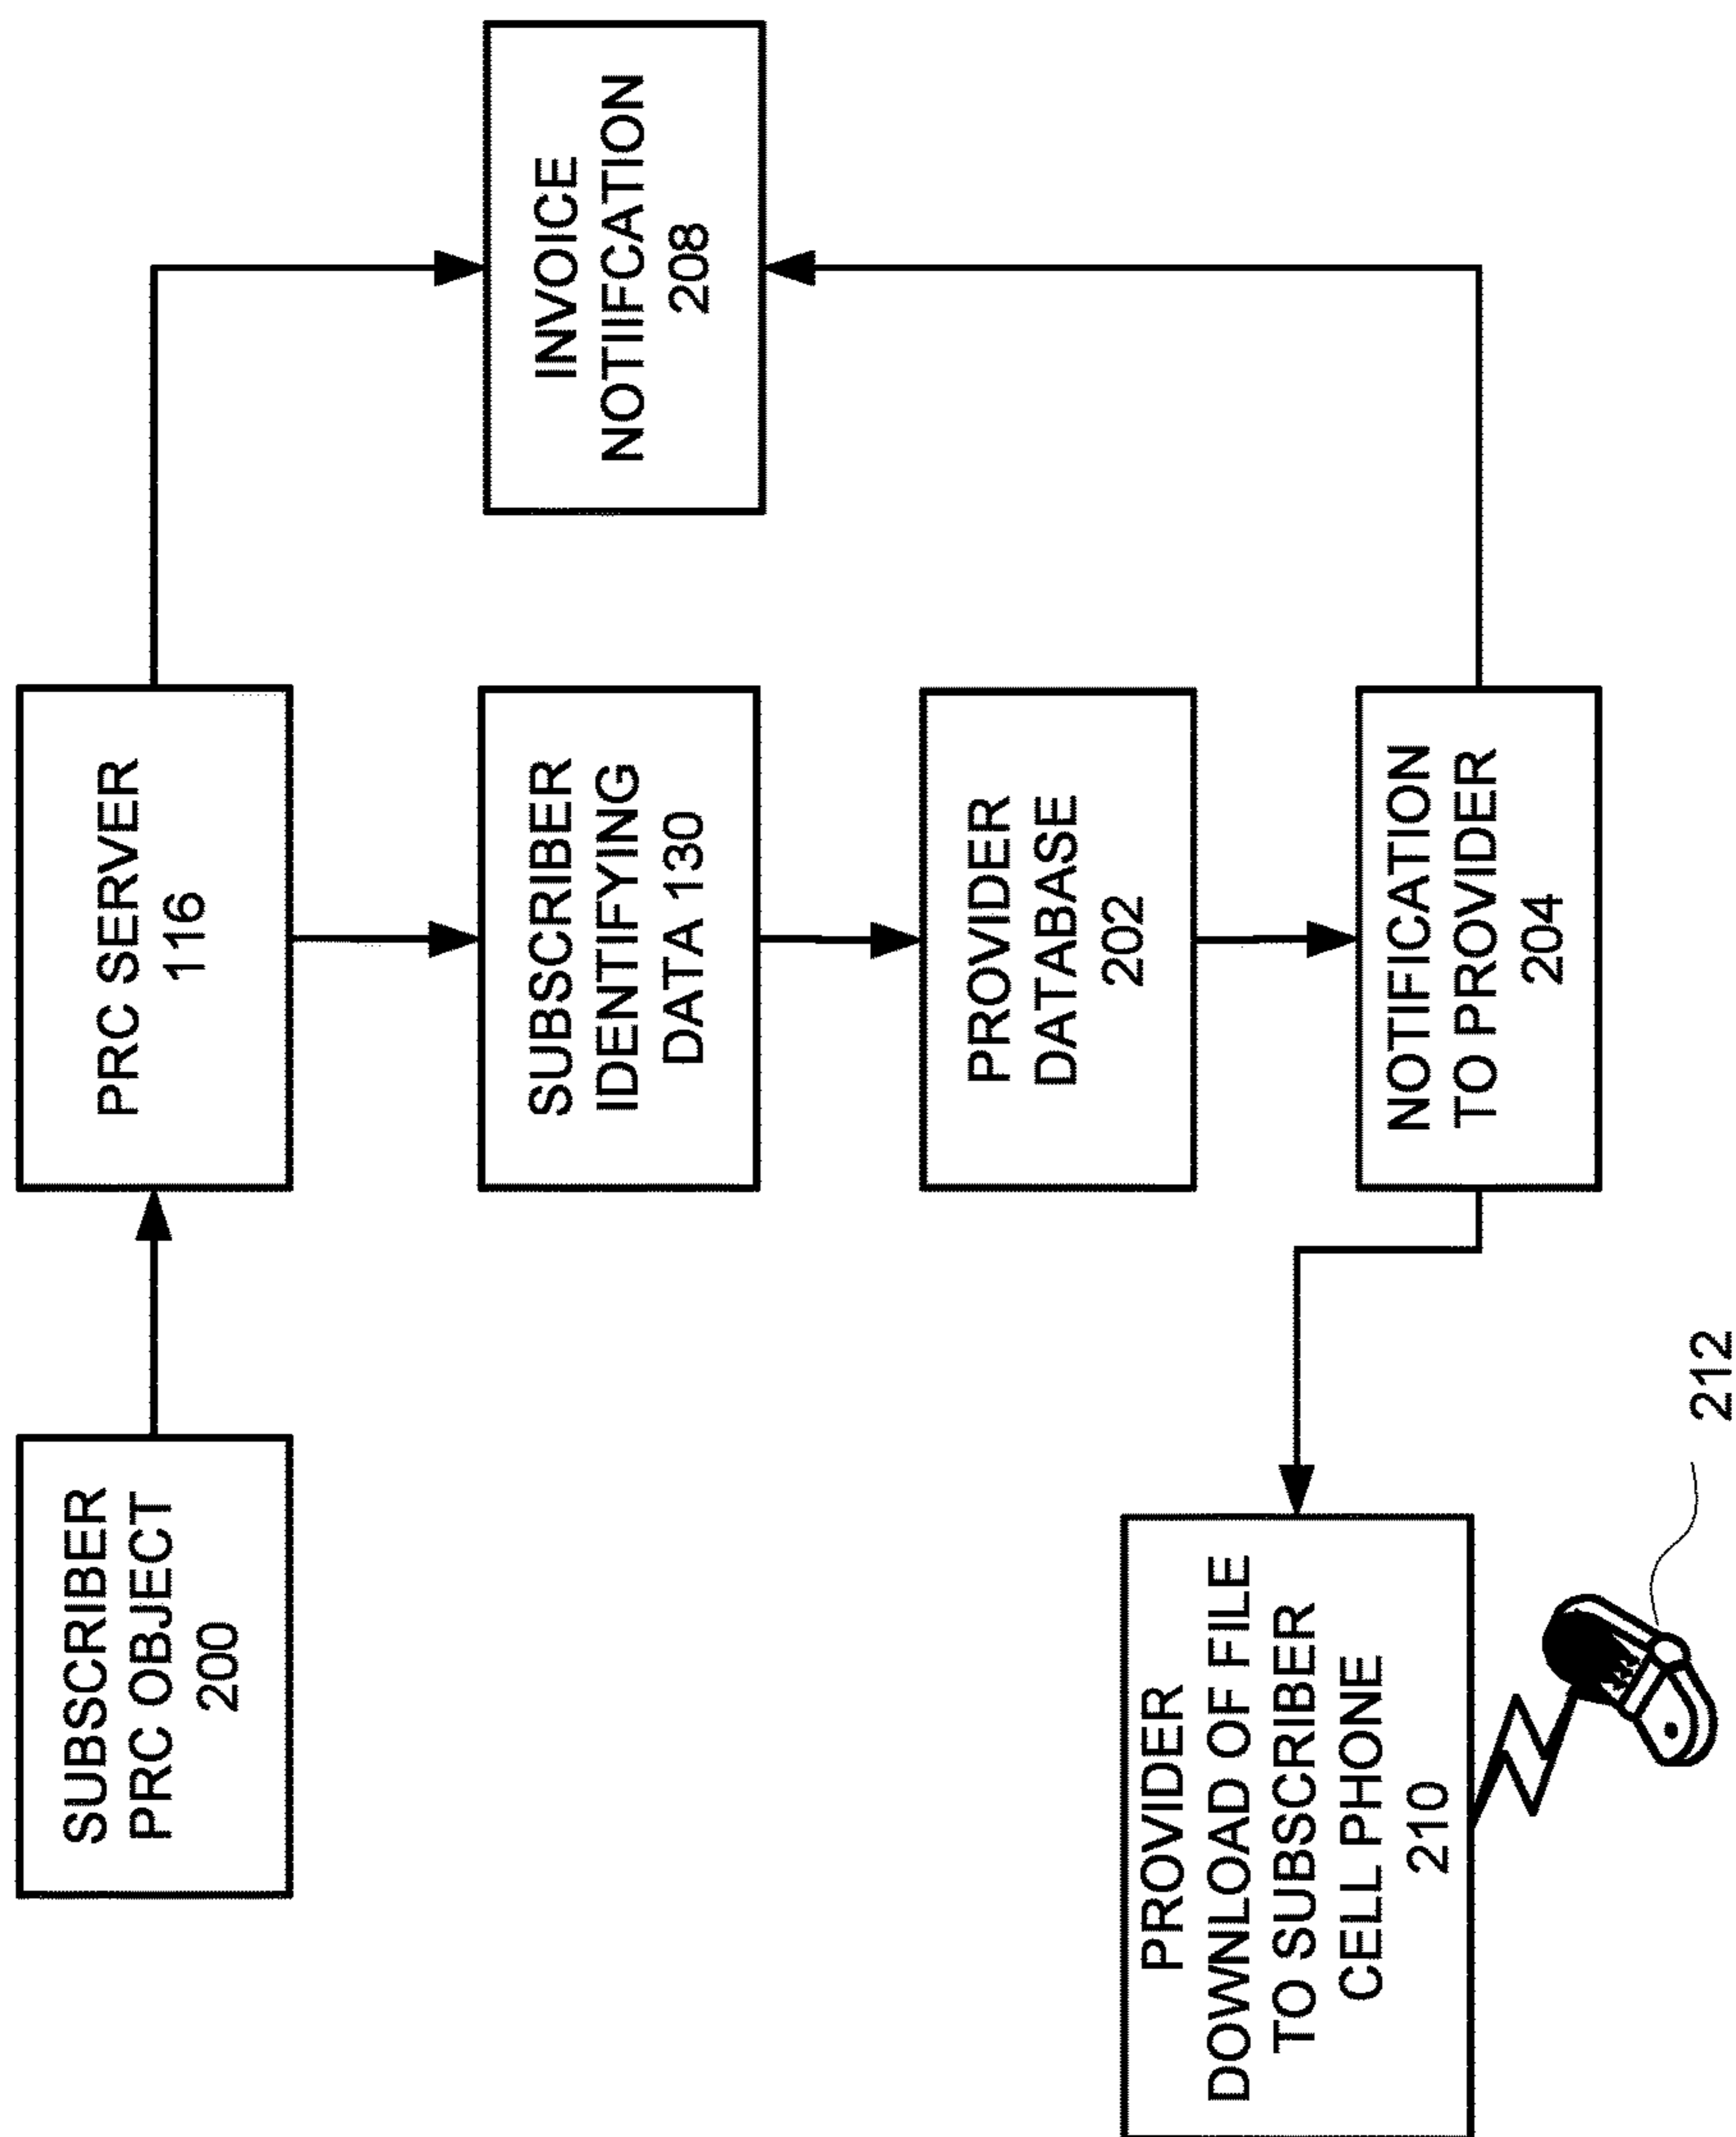 SUBSCRIBER
PRC OBJECT
200
PRC SERVER
116
SUBSCRIBER
IDENTIFYING
DATA 130
PROVIDER
DATABASE
202
NOTIFICATION
TO PROVIDER
204
INVOICE
NOTIIFCATION
208
PROVIDER
DOWNLOAD OF FILE
TO SUBSCRIBER
CELL PHONE
210
212